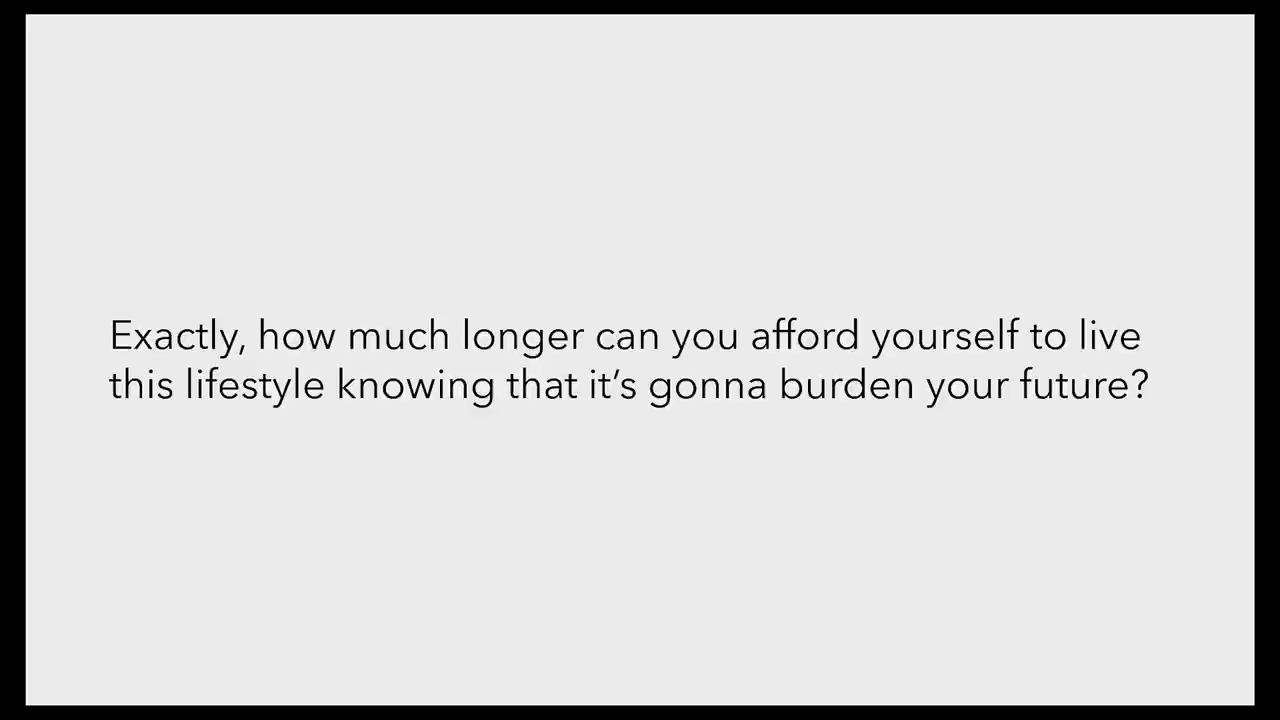 Exactly, how much longer can you afford yourself to live
this lifestyle knowing that it’s gonna burden your future?